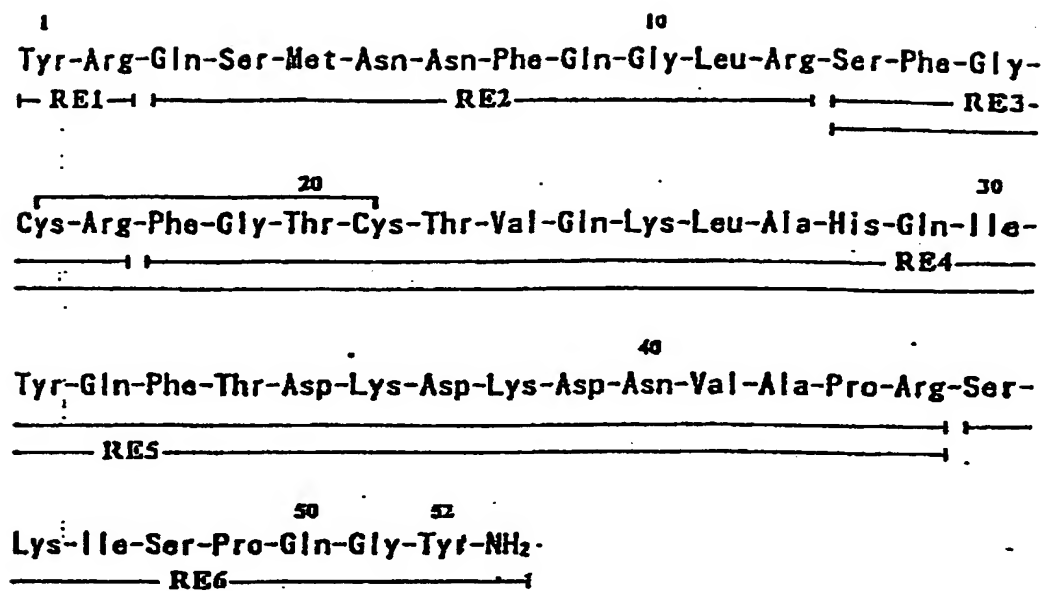 1 10
Tyr-Arg-Gln-Ser-Met-Asn-Asn-Phe-Gln-Gly-Leu-Arg-Ser-Phe-Gly-
RE1 RE2 RE3-
20 30
Cys-Arg-Phe-Gly-Thr-Cys-Thr-Val-Gln-Lys-Leu-Ala-His-Gln-Ile-
RE4
40
Tyr-Gln-Phe-Thr-Asp-Lys-Asp-Lys-Asp-Asn-Val-Ala-Pro-Arg-Ser-
RE5
50 52
Lys-Ile-Ser-Pro-Gln-Gly-Tyr-NH₂
RE6